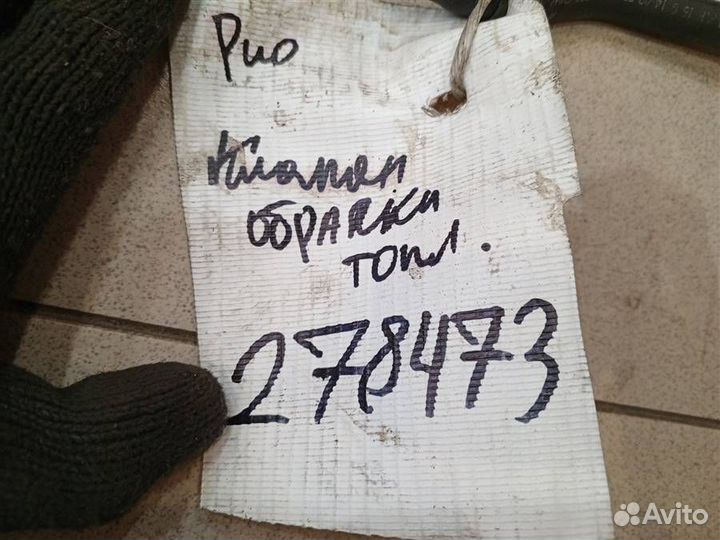 Рио
Клапан
обратки
топл.
278473
Avito